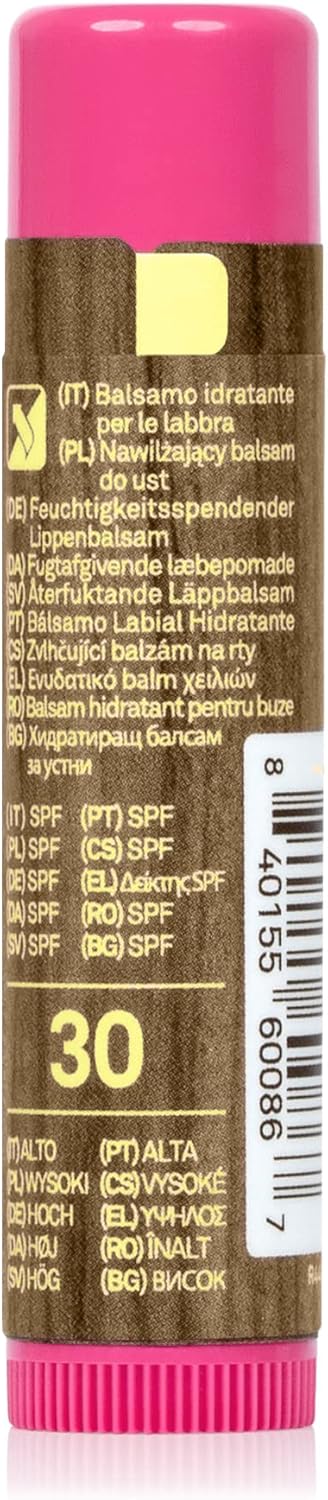 (IT) Balsamo idratante
per le labbra
(PL) Nawilżający balsam
do ust
(DE) Feuchtigkeitsspendender
Lippenbalsam
(DA) Fugtafgivende læbepomade
(SV) Återfuktande Läppbalsam
(PT) Bálsamo Labial Hidratante
(CS) Zvlhčující balzám na rty
(EL) Ενυδατικό balm χειλιών
(RO) Balsam hidratant pentru buze
(BG) Хидратиращ балсам
за устни
(IT) SPF (PT) SPF
(PL) SPF (CS) SPF
(DE) SPF (EL) Δείκτης SPF
(DA) SPF (RO) SPF
(SV) SPF (BG) SPF
30
(IT) ALTO (PT) ALTA
(PL) WYSOKI (CS) VYSOKÉ
(DE) HOCH (EL) ΥΨΗΛΟΣ
(DA) HØJ (RO) ÎNALT
(SV) HÖG (BG) ВИСОК
8 40155 60086 7